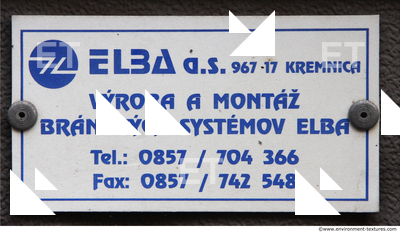 ELBA a.s. 967-17 KREMNICA
VÝROBA A MONTÁŽ
SYSTÉMOV ELBA
Tel.: 0857 / 704 366
Fax: 0857 / 742 548
©www.environment-textures.com